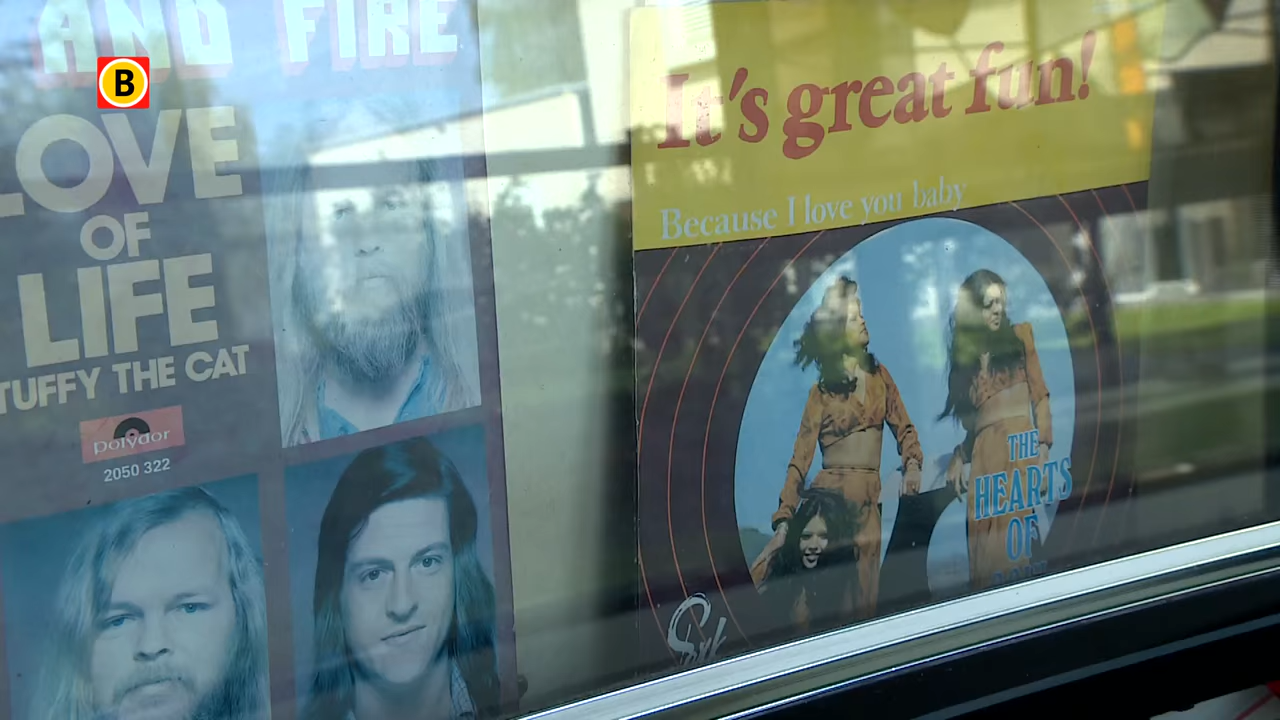 AND FIRE
B
LOVE
OF
LIFE
TUFFY THE CAT
polydor
2050 322
It's great fun!
Because I love you baby
THE
HEARTS
OF